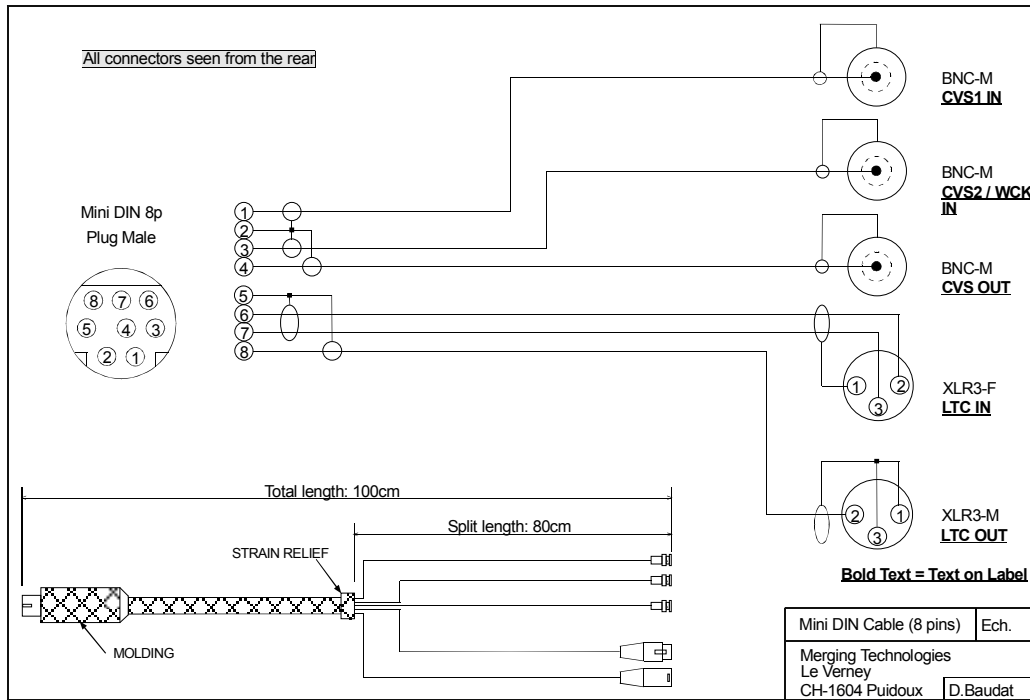 All connectors seen from the rear
BNC-M
CVS1 IN
BNC-M
CVS2 / WCK
IN
BNC-M
CVS OUT
Mini DIN 8p
Plug Male
1
2
3
4
5
6
7
8
8 7 6
5 4 3
2 1
1 2
3
XLR3-F
LTC IN
2 1
3
XLR3-M
LTC OUT
Bold Text = Text on Label
Total length: 100cm
Split length: 80cm
STRAIN RELIEF
MOLDING
Mini DIN Cable (8 pins) Ech.
Merging Technologies
Le Verney
CH-1604 Puidoux D.Baudat